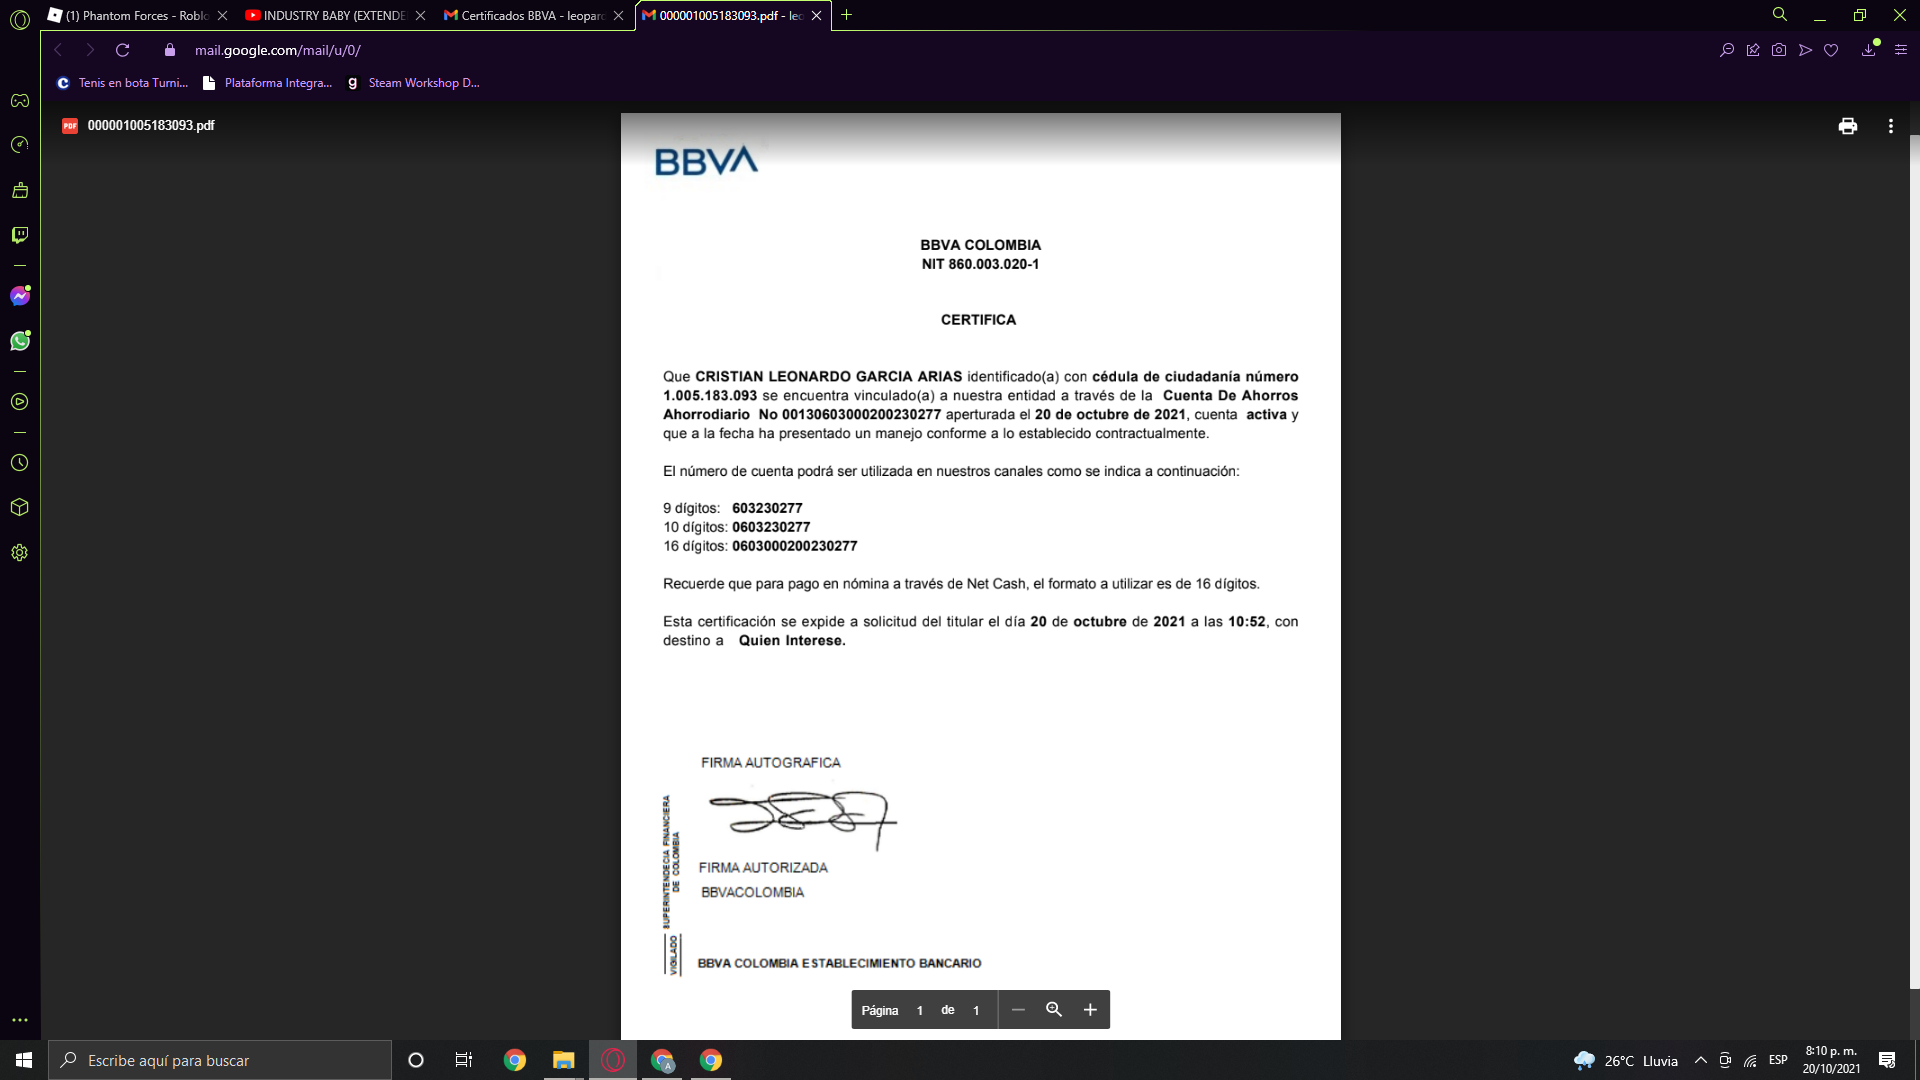 (1) Phantom Forces - Roblo
INDUSTRY BABY (EXTENDE
Certificados BBVA - leopar
000001005183093.pdf - leo
mail.google.com/mail/u/0/
Tenis en bota Turni...
Plataforma Integra...
Steam Workshop D...
PDF
000001005183093.pdf
BBVA
BBVA COLOMBIA
NIT 860.003.020-1
CERTIFICA
Que CRISTIAN LEONARDO GARCIA ARIAS identificado(a) con cédula de ciudadanía número
1.005.183.093 se encuentra vinculado(a) a nuestra entidad a través de la Cuenta De Ahorros
Ahorrodiario No 00130603000200230277 aperturada el 20 de octubre de 2021, cuenta activa y
que a la fecha ha presentado un manejo conforme a lo establecido contractualmente.
El número de cuenta podrá ser utilizada en nuestros canales como se indica a continuación:
9 dígitos: 603230277
10 dígitos: 0603230277
16 dígitos: 0603000200230277
Recuerde que para pago en nómina a través de Net Cash, el formato a utilizar es de 16 dígitos.
Esta certificación se expide a solicitud del titular el día 20 de octubre de 2021 a las 10:52, con
destino a Quien Interese.
FIRMA AUTOGRAFICA
FIRMA AUTORIZADA
BBVACOLOMBIA
VIGILADO SUPERINTENDECIA FINANCIERA
DE COLOMBIA
BBVA COLOMBIA ESTABLECIMIENTO BANCARIO
Página 1 de 1
Escribe aquí para buscar
A
26°C Lluvia
ESP
8:10 p. m.
20/10/2021